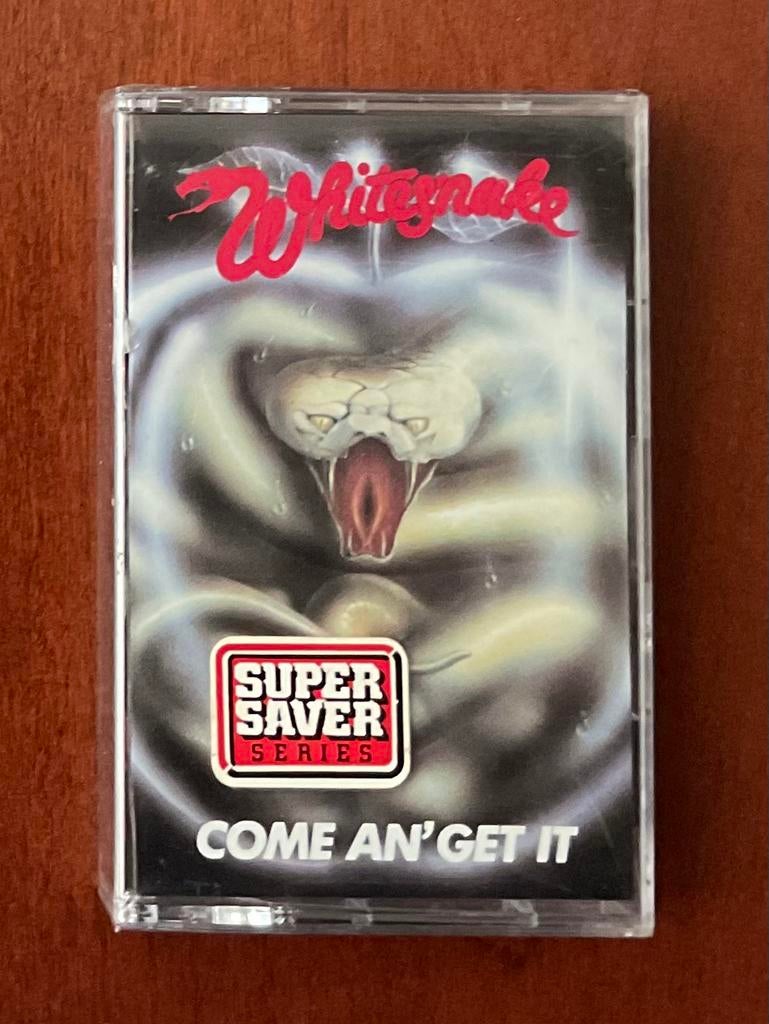 Whitesnake
SUPER
SAVER
SERIES
COME AN' GET IT